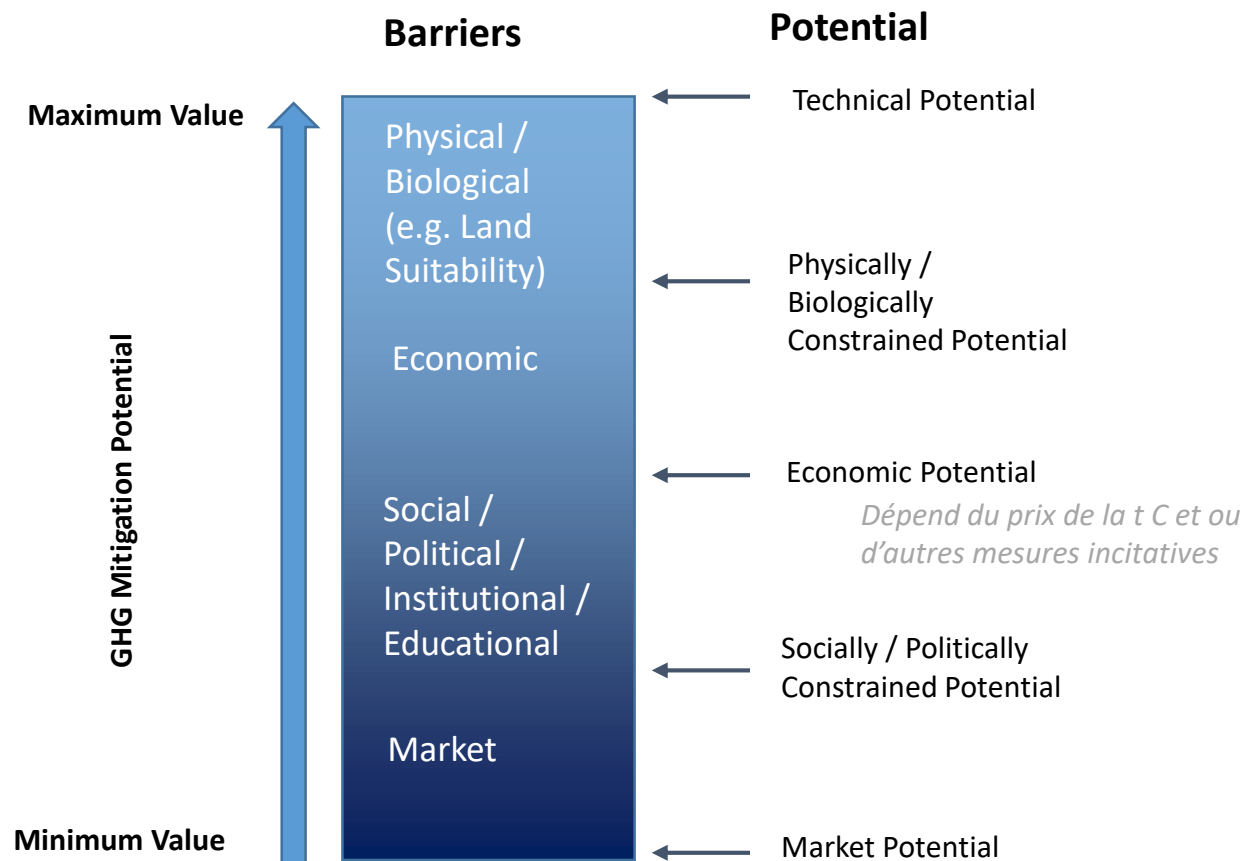 Barriers
Potential
Maximum Value
Technical Potential
Physical /
Biological
(e.g. Land
Suitability)
Physically /
Biologically
Constrained Potential
GHG Mitigation Potential
Economic
Economic Potential
Dépend du prix de la t C et ou
d’autres mesures incitatives
Social /
Political /
Institutional /
Educational
Socially / Politically
Constrained Potential
Market
Minimum Value
Market Potential